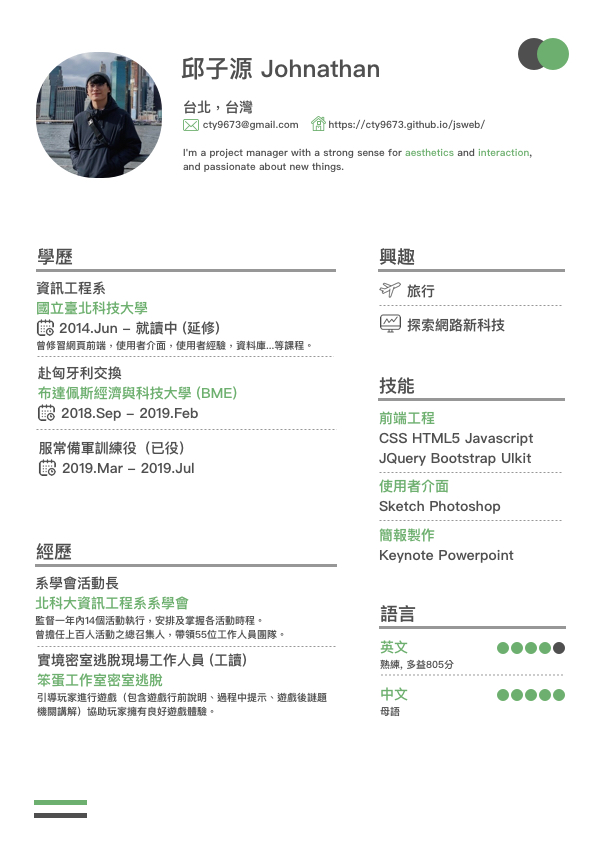 邱子源 Johnathan
台北，台灣
cty9673@gmail.com https://cty9673.github.io/jsweb/
I'm a project manager with a strong sense for aesthetics and interaction,
and passionate about new things.
學歷
資訊工程系
國立臺北科技大學
2014.Jun – 就讀中 (延修)
曾修習網頁前端，使用者介面，使用者經驗，資料庫...等課程。
赴匈牙利交換
布達佩斯經濟與科技大學 (BME)
2018.Sep – 2019.Feb
服常備軍訓練役（已役）
2019.Mar – 2019.Jul
經歷
系學會活動長
北科大資訊工程系系學會
監督一年內14個活動執行，安排及掌握各活動時程。
曾擔任上百人活動之總召集人，帶領55位工作人員團隊。
實境密室逃脫現場工作人員 (工讀)
笨蛋工作室密室逃脫
引導玩家進行遊戲（包含遊戲行前說明、過程中提示、遊戲後謎題
機關講解）協助玩家擁有良好遊戲體驗。
興趣
旅行
探索網路新科技
技能
前端工程
CSS HTML5 Javascript
JQuery Bootstrap UIkit
使用者介面
Sketch Photoshop
簡報製作
Keynote Powerpoint
語言
英文
熟練, 多益805分
中文
母語